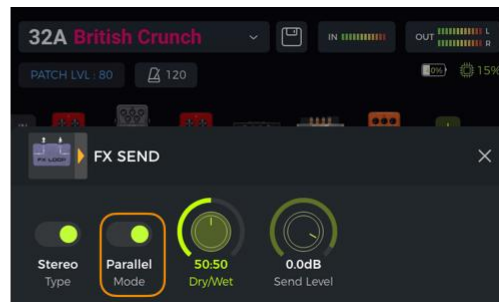 32A British Crunch
IN
OUT
L
R
PATCH LVL : 80
120
15%
FX LOOP
FX SEND
Stereo
Type
Parallel
Mode
50:50
Dry/Wet
0.0dB
Send Level